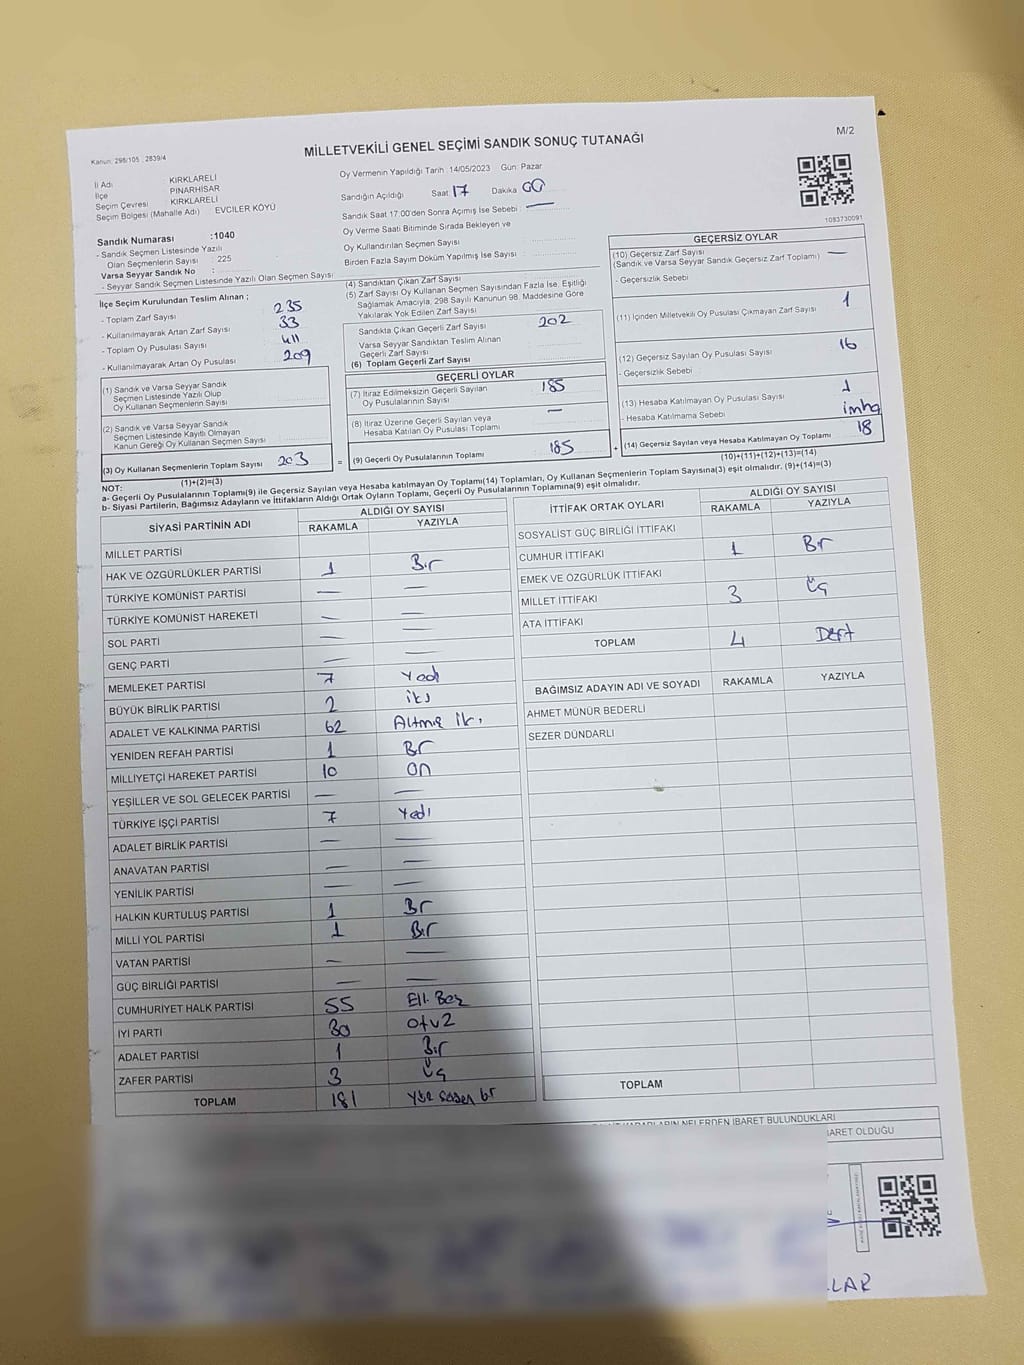 M/2
MİLLETVEKİLİ GENEL SEÇİMİ SANDIK SONUÇ TUTANAĞI
Kanun: 298/105 , 2839/4
İl Adı KIRKLARELİ
İlçe PINARHİSAR
Seçim Çevresi KIRKLARELİ
Seçim Bölgesi (Mahalle Adı) EVCİLER KÖYÜ
Sandık Numarası :1040
- Sandık Seçmen Listesinde Yazılı
Olan Seçmenlerin Sayısı : 225
Varsa Seyyar Sandık No :
- Seyyar Sandık Seçmen Listesinde Yazılı Olan Seçmen Sayısı
Oy Vermenin Yapıldığı Tarih : 14/05/2023 Gün: Pazar
Sandığın Açıldığı Saat 17 Dakika 00
Sandık Saat 17:00'den Sonra Açımış İse Sebebi : —
Oy Verme Saati Bitiminde Sırada Bekleyen ve
Oy Kullandırılan Seçmen Sayısı
Birden Fazla Sayım Döküm Yapılmış İse Sayısı :
1083730091
İlçe Seçim Kurulundan Teslim Alınan ;
- Toplam Zarf Sayısı 235
- Kullanılmayarak Artan Zarf Sayısı 33
- Toplam Oy Pusulası Sayısı 411
- Kullanılmayarak Artan Oy Pusulası 209
(1) Sandık ve Varsa Seyyar Sandık
Seçmen Listesinde Yazılı Olup
Oy Kullanan Seçmenlerin Sayısı
(2) Sandık ve Varsa Seyyar Sandık
Seçmen Listesinde Kayıtlı Olmayan
Kanun Gereği Oy Kullanan Seçmen Sayısı
(3) Oy Kullanan Seçmenlerin Toplam Sayısı 203
(1)+(2)=(3)
(4) Sandıktan Çıkan Zarf Sayısı
(5) Zarf Sayısı Oy Kullanan Seçmen Sayısından Fazla İse, Eşitliği
Sağlamak Amacıyla, 298 Sayılı Kanunun 98. Maddesine Göre
Yakılarak Yok Edilen Zarf Sayısı
Sandıkta Çıkan Geçerli Zarf Sayısı 202
Varsa Seyyar Sandıktan Teslim Alınan
Geçerli Zarf Sayısı
(6) Toplam Geçerli Zarf Sayısı
GEÇERLİ OYLAR
(7) İtiraz Edilmeksizin Geçerli Sayılan
Oy Pusulalarının Sayısı 185
(8) İtiraz Üzerine Geçerli Sayılan veya
Hesaba Katılan Oy Pusulası Toplamı —
= (9) Geçerli Oy Pusulalarının Toplamı 185 +
GEÇERSİZ OYLAR
(10) Geçersiz Zarf Sayısı
(Sandık ve Varsa Seyyar Sandık Geçersiz Zarf Toplamı) —
- Geçersizlik Sebebi :
(11) İçinden Milletvekili Oy Pusulası Çıkmayan Zarf Sayısı 1
(12) Geçersiz Sayılan Oy Pusulası Sayısı 16
- Geçersizlik Sebebi :
(13) Hesaba Katılmayan Oy Pusulası Sayısı 1
- Hesaba Katılmama Sebebi : imha
(14) Geçersiz Sayılan veya Hesaba Katılmayan Oy Toplamı 18
(10)+(11)+(12)+(13)=(14)
NOT:
a- Geçerli Oy Pusulalarının Toplamı(9) ile Geçersiz Sayılan veya Hesaba katılmayan Oy Toplam(14) Toplamları, Oy Kullanan Seçmenlerin Toplam Sayısına(3) eşit olmalıdır. (9)+(14)=(3)
b- Siyasi Partilerin, Bağımsız Adayların ve İttifakların Aldığı Ortak Oyların Toplamı, Geçerli Oy Pusulalarının Toplamına(9) eşit olmalıdır.
SİYASİ PARTİNİN ADI ALDIĞI OY SAYISI
RAKAMLA YAZIYLA
MİLLET PARTİSİ
HAK VE ÖZGÜRLÜKLER PARTİSİ 1 Bir
TÜRKİYE KOMÜNİST PARTİSİ — —
TÜRKİYE KOMÜNİST HAREKETİ — —
SOL PARTİ — —
GENÇ PARTİ — —
MEMLEKET PARTİSİ 7 Yedi
BÜYÜK BİRLİK PARTİSİ 2 iki
ADALET VE KALKINMA PARTİSİ 62 Altmış iki
YENİDEN REFAH PARTİSİ 1 Bir
MİLLİYETÇİ HAREKET PARTİSİ 10 on
YEŞİLLER VE SOL GELECEK PARTİSİ — —
TÜRKİYE İŞÇİ PARTİSİ 7 Yedi
ADALET BİRLİK PARTİSİ — —
ANAVATAN PARTİSİ — —
YENİLİK PARTİSİ — —
HALKIN KURTULUŞ PARTİSİ 1 Bir
MİLLİ YOL PARTİSİ 1 Bir
VATAN PARTİSİ — —
GÜÇ BİRLİĞİ PARTİSİ — —
CUMHURİYET HALK PARTİSİ 55 Elli Beş
İYİ PARTİ 30 otuz
ADALET PARTİSİ 1 Bir
ZAFER PARTİSİ 3 Üç
TOPLAM 181 Yüz seksen bir
İTTİFAK ORTAK OYLARI ALDIĞI OY SAYISI
RAKAMLA YAZIYLA
SOSYALİST GÜÇ BİRLİĞİ İTTİFAKI
CUMHUR İTTİFAKI 1 Bir
EMEK VE ÖZGÜRLÜK İTTİFAKI
MİLLET İTTİFAKI 3 Üç
ATA İTTİFAKI
TOPLAM 4 Dört
BAĞIMSIZ ADAYIN ADI VE SOYADI RAKAMLA YAZIYLA
AHMET MÜNÜR BEDERLİ
SEZER DÜNDARLI
TOPLAM
NELERDEN İBARET BULUNDUKLARI
İBARET OLDUĞU
LAR